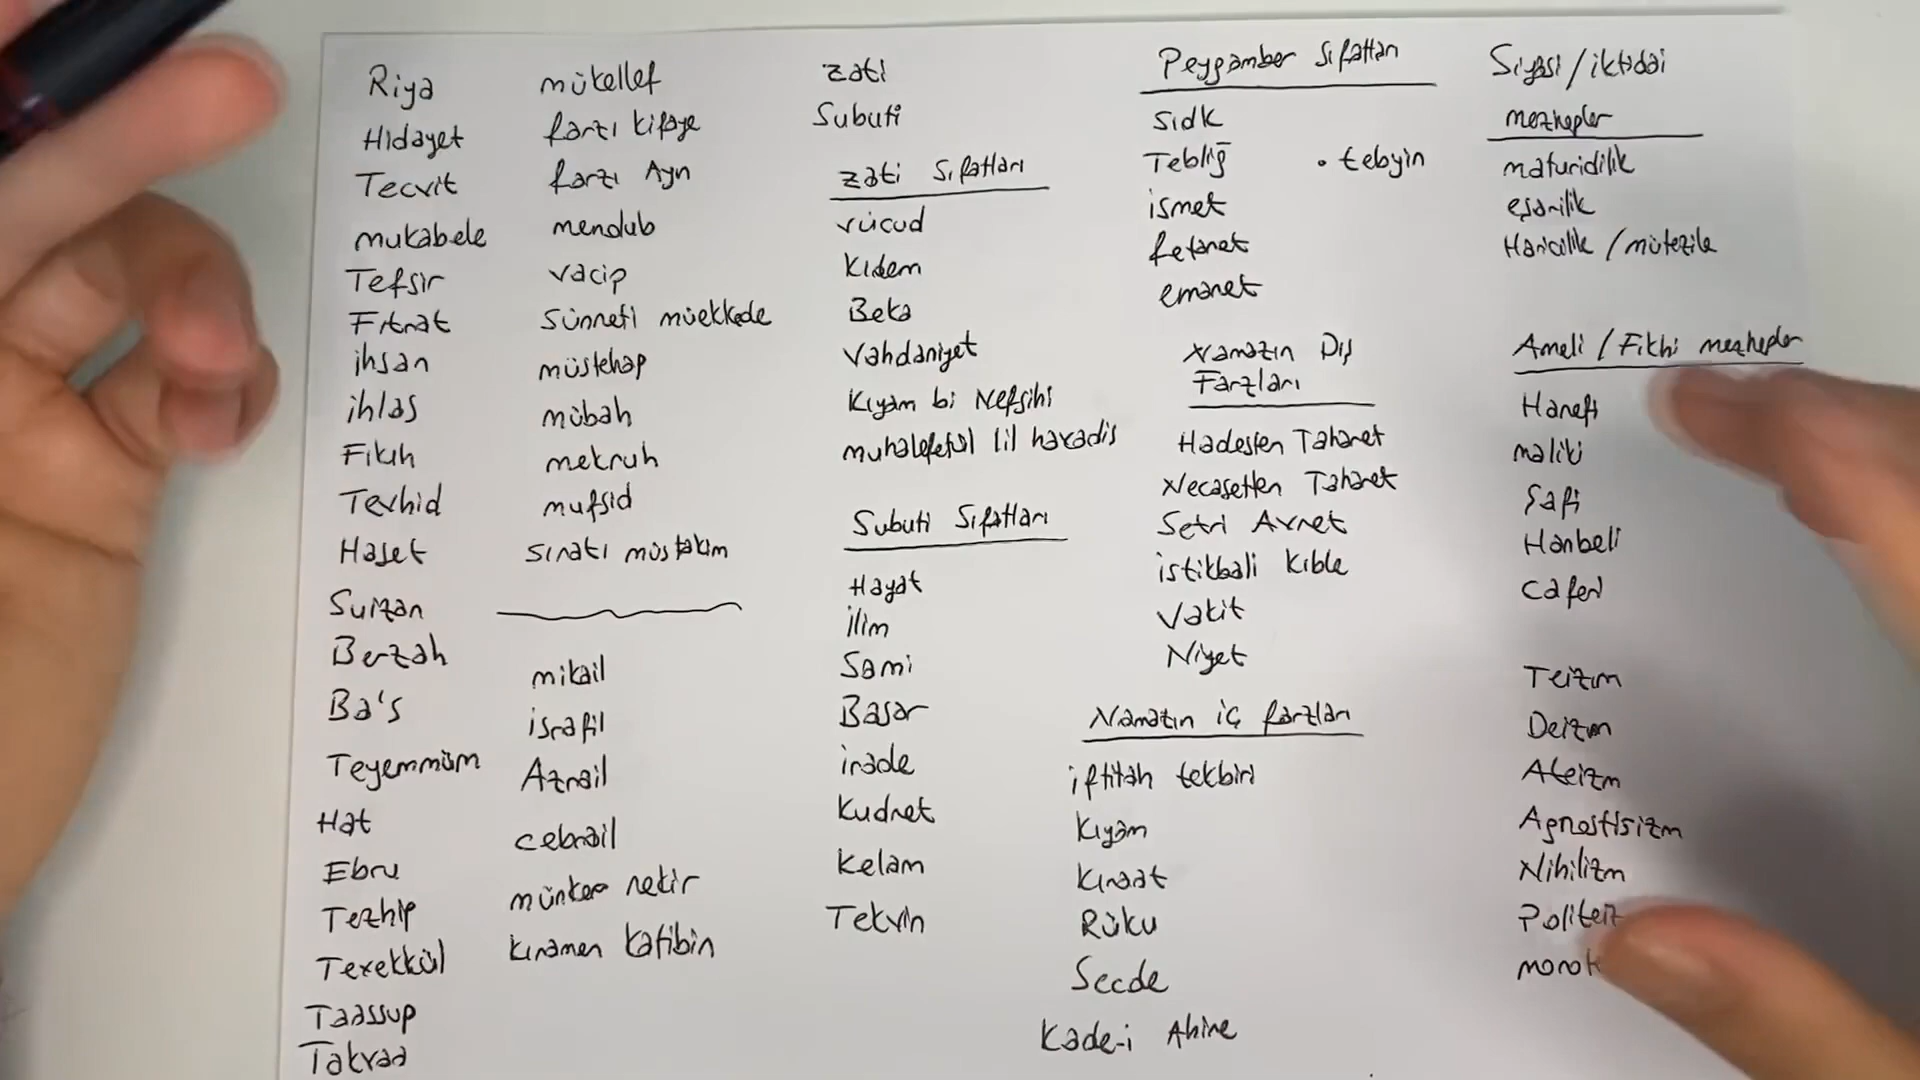 Riya
Hidayet
Tecvit
mukabele
Tefsir
Fıtrat
ihsan
ihlas
Fıkıh
Tevhid
Haset
Suizan
Berzah
Ba's
Teyemmüm
Hat
Ebru
Tezhip
Tevekkül
Taassup
Takvaa
mükellef
farzı kifaye
farzı Ayn
mendub
vacip
Sünneti müekkede
müstehap
mübah
mekruh
mufsid
sıratı müstakim
mikail
israfil
Azrail
cebrail
münker nekir
kiramen Katibin
Zati
Subuti
Zati Sıfatları
vücud
Kıdem
Beka
Vahdaniyet
Kıyam bi Nefsihi
muhalefetül lil havadis
Subuti Sıfatları
Hayat
İlim
Sami
Basar
irade
Kudret
Kelam
Tekvin
Peygamber Sıfatları
Sıdk
Tebliğ • tebyin
ismet
fetanet
emanet
Namazın Dış
Farzları
Hadesten Taharet
Necasetten Taharet
Setri Avret
istikbali Kıble
Vakit
Niyet
Namazın iç farzları
iftitah tekbiri
Kıyam
Kıraat
Rüku
Secde
Kade-i Ahire
Siyasi / iktidai
mezhepler
maturidilik
eşarilik
Haricilik / mütezile
Ameli / Fıkhi mezhepler
Hanefi
maliki
Şafi
Hanbeli
Caferi
Teizm
Deizm
Ateizm
Agnostisizm
Nihilizm